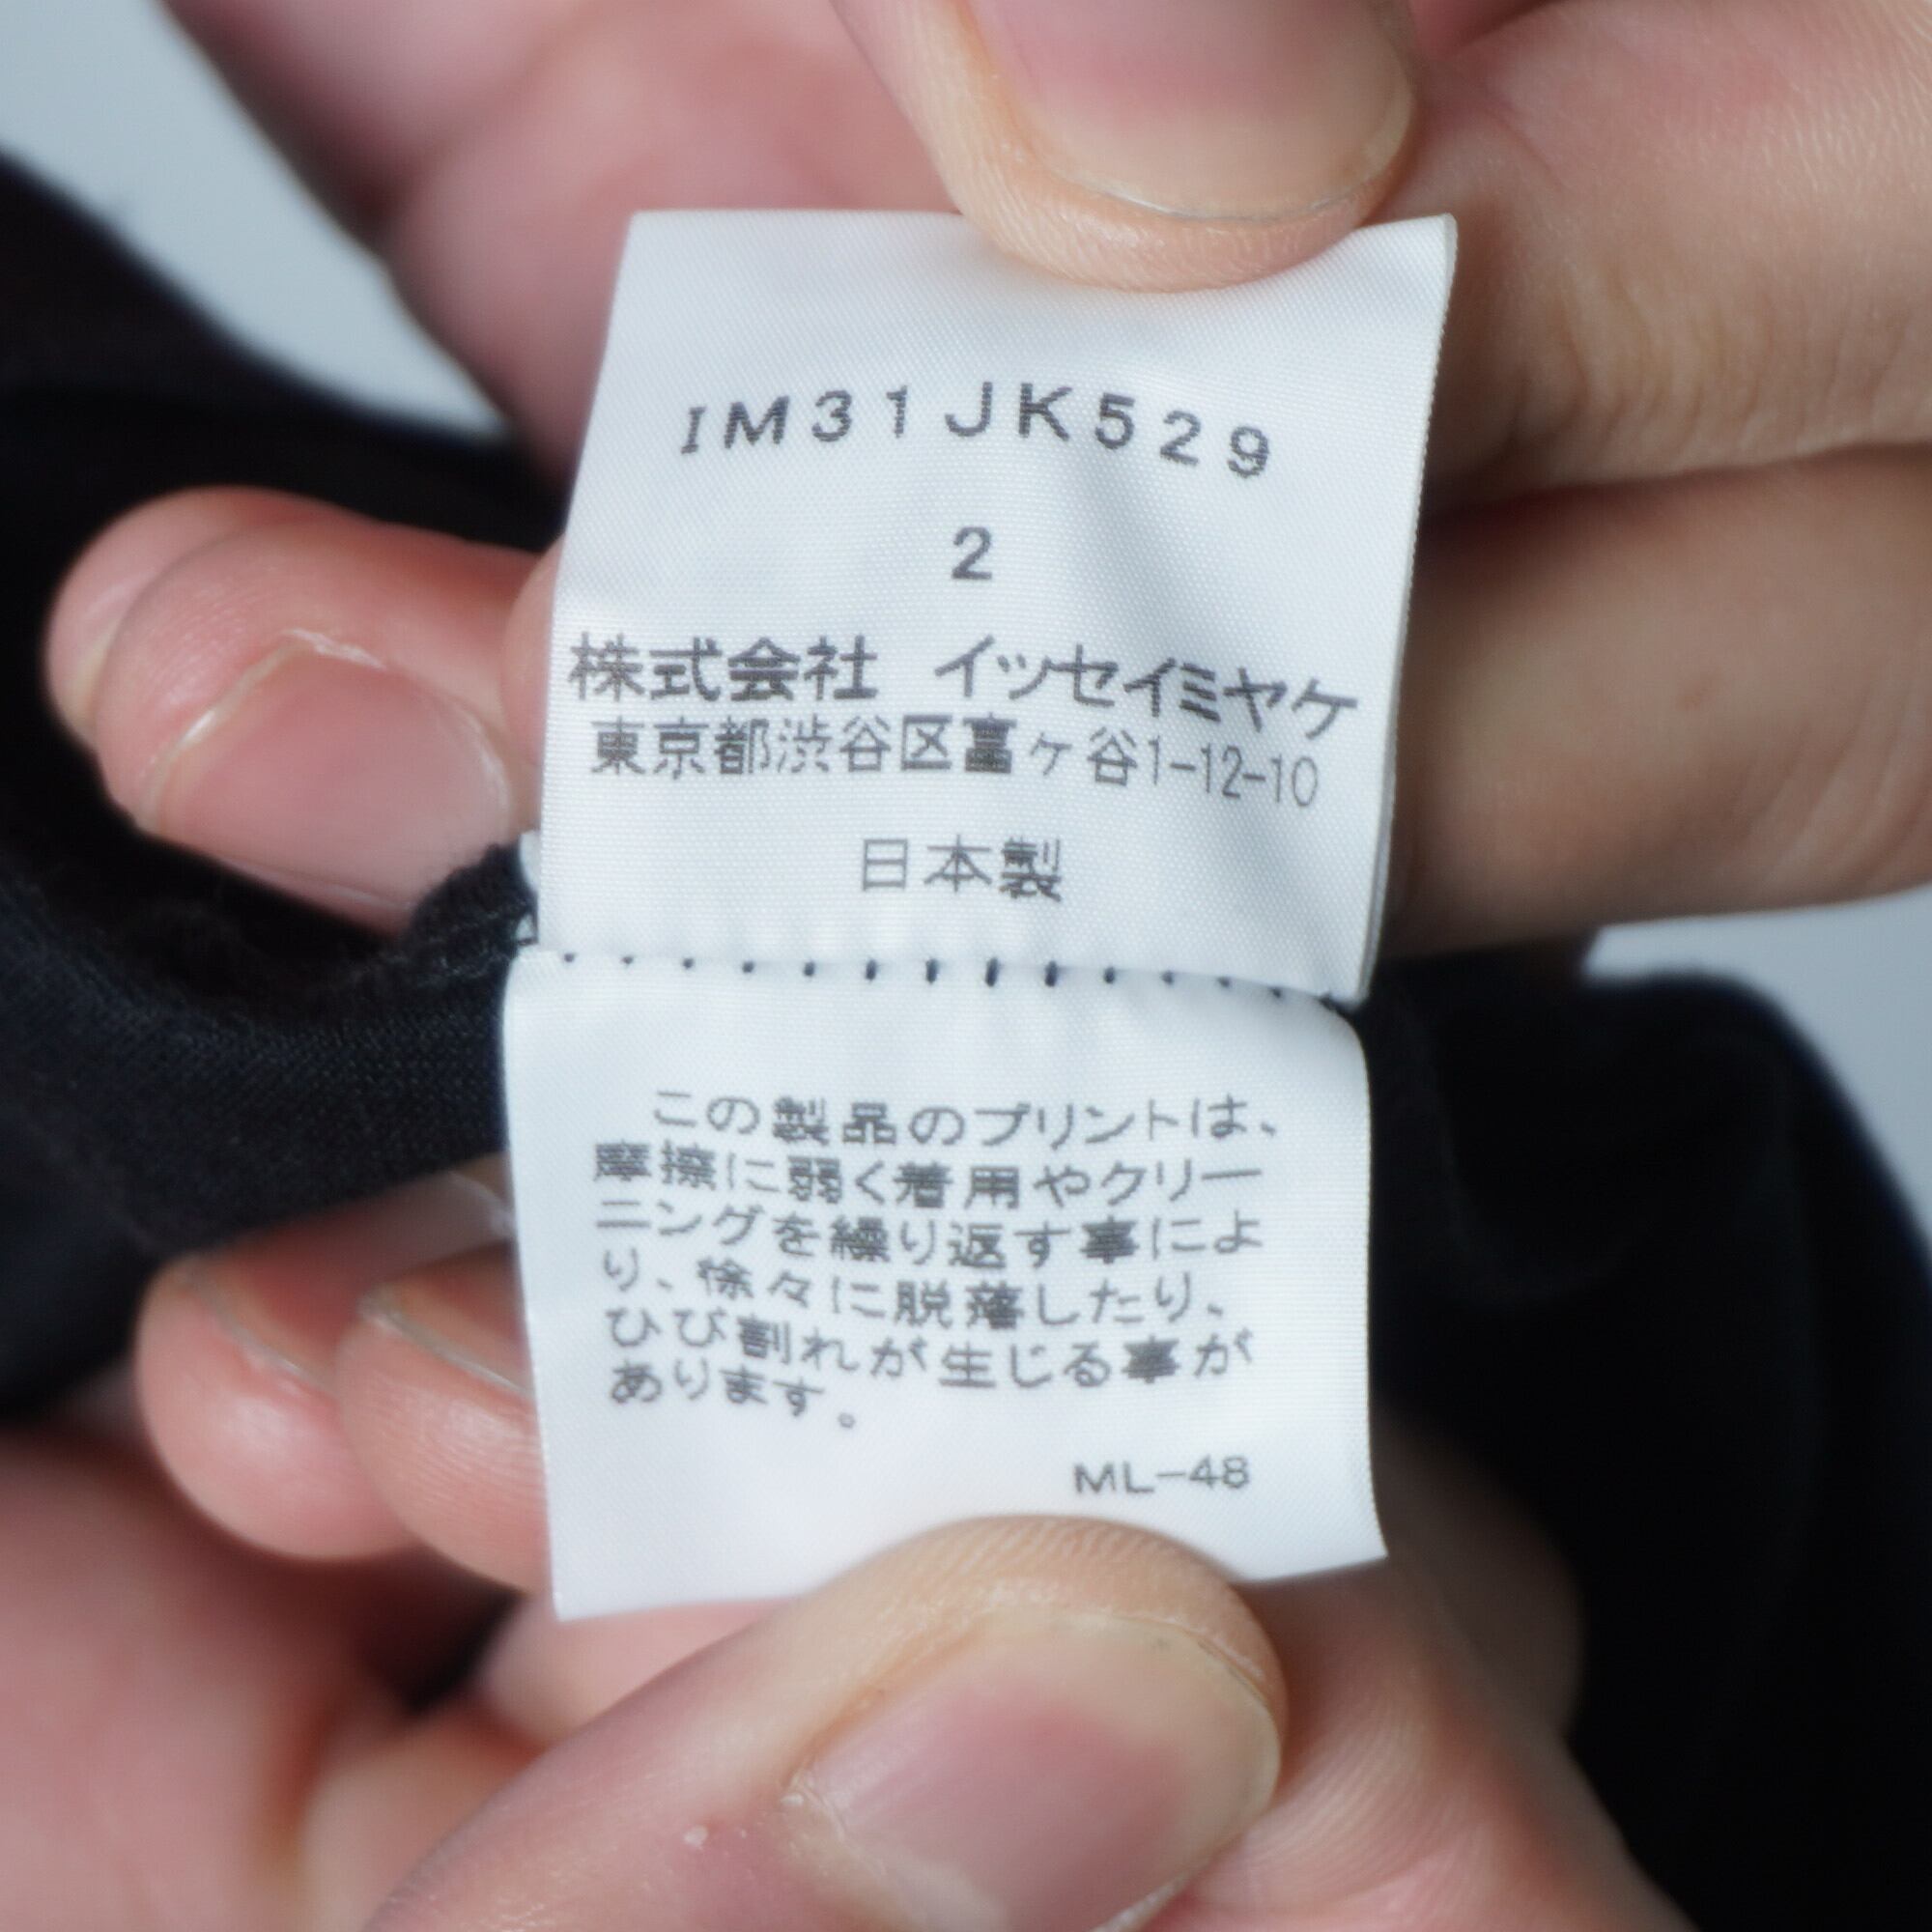 IM31JK529
2
株式会社　イッセイミヤケ
東京都渋谷区富ヶ谷1-12-10
日本製
この製品のプリントは、
摩擦に弱く着用やクリー
ニングを繰り返す事によ
り、徐々に脱落したり、
ひび割れが生じる事が
あります。
ML-48